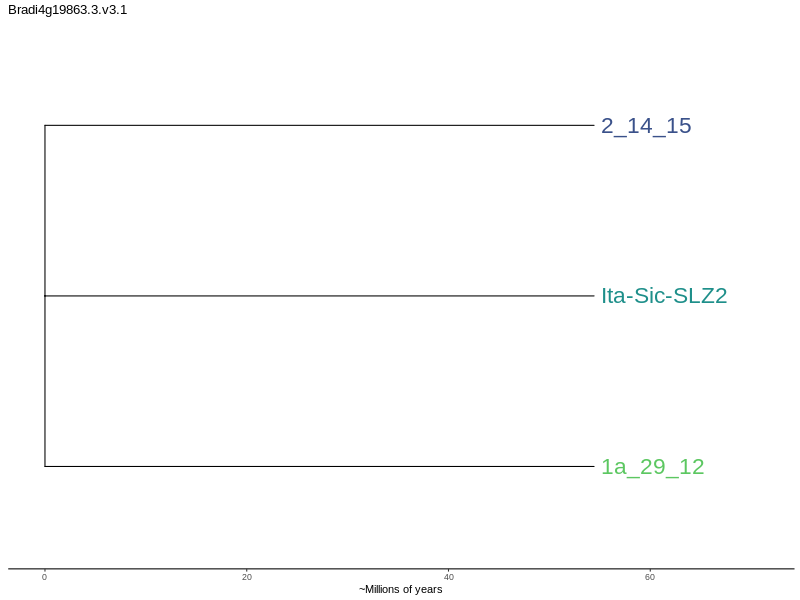 Bradi4g19863.3.v3.1
2_14_15
Ita-Sic-SLZ2
1a_29_12
0 20 40 60
~Millions of years